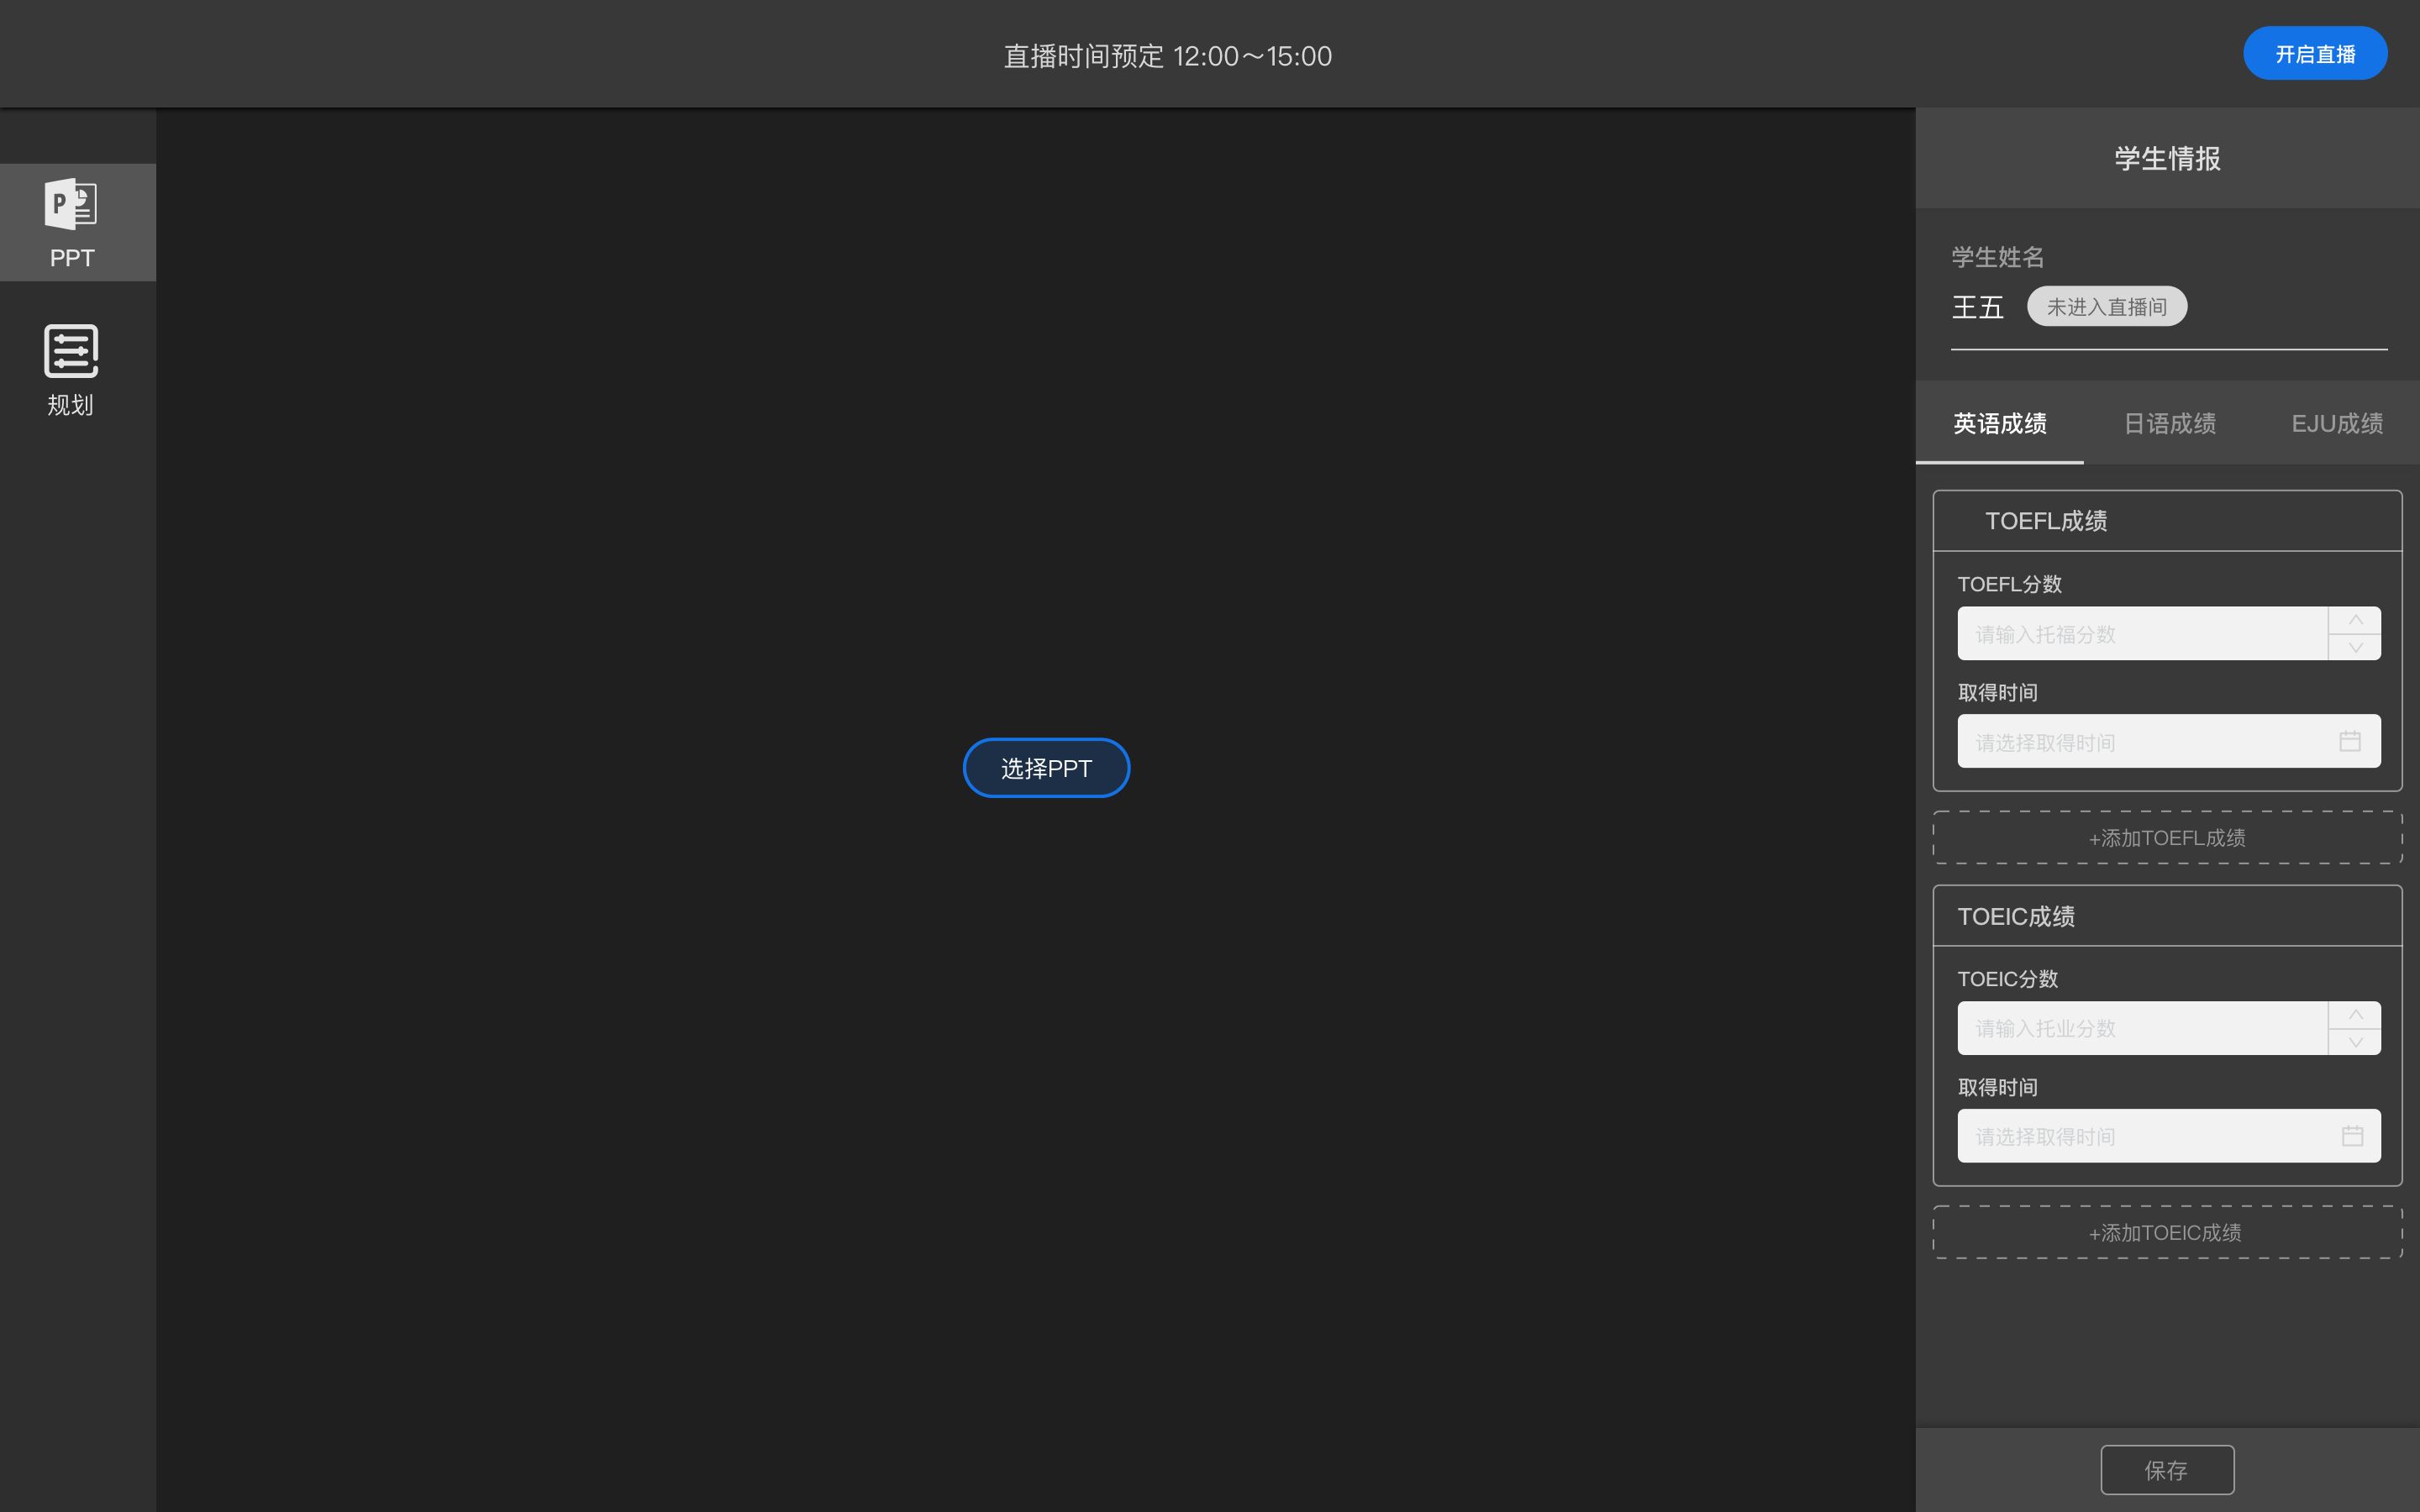 直播时间预定 12:00～15:00
开启直播
PPT
规划
选择PPT
学生情报
学生姓名
王五 未进入直播间
英语成绩 日语成绩 EJU成绩
TOEFL成绩
TOEFL分数
请输入托福分数
取得时间
请选择取得时间
+添加TOEFL成绩
TOEIC成绩
TOEIC分数
请输入托业分数
取得时间
请选择取得时间
+添加TOEIC成绩
保存